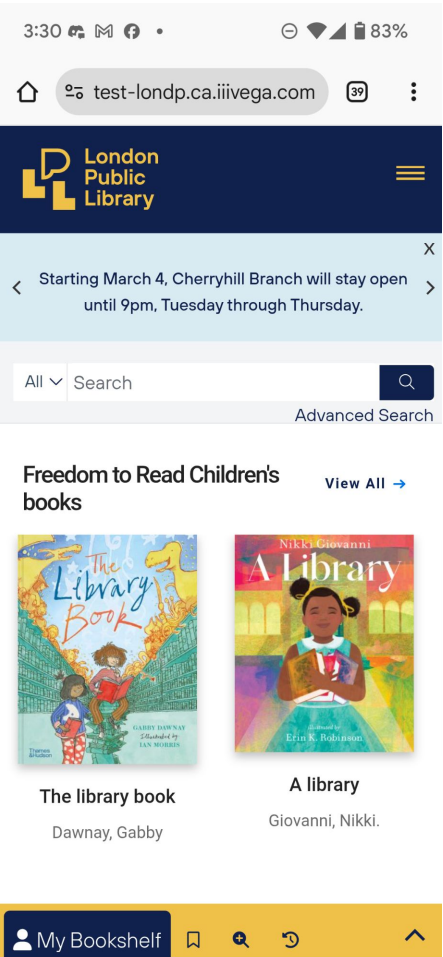 3:30
83%
test-londp.ca.iiivega.com
39
London
Public
Library
X
Starting March 4, Cherryhill Branch will stay open
until 9pm, Tuesday through Thursday.
All
Search
Advanced Search
Freedom to Read Children's
books
View All →
The
Library
Book
GABBY DAWNAY
Illustrated by
IAN MORRIS
Thames
&Hudson
Nikki Giovanni
A Library
illustrated by
Erin K. Robinson
The library book
Dawnay, Gabby
A library
Giovanni, Nikki.
My Bookshelf